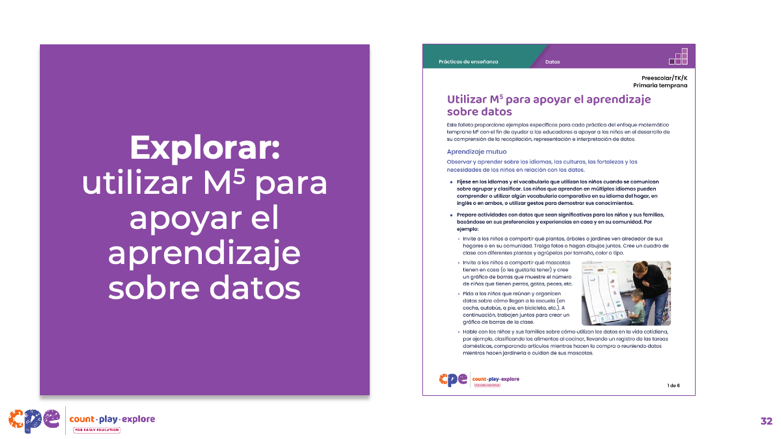 Explorar:
utilizar M⁵ para
apoyar el
aprendizaje
sobre datos
Prácticas de enseñanza
Datos
Preescolar/TK/K
Primaria temprana
Utilizar M⁵ para apoyar el aprendizaje
sobre datos
Este folleto proporciona ejemplos específicos para cada práctica del enfoque matemático
temprano M⁵ con el fin de ayudar a los educadores a apoyar a los niños en el desarrollo de
su comprensión de la recopilación, representación e interpretación de datos.
Aprendizaje mutuo
Observar y aprender sobre los idiomas, las culturas, las fortalezas y las
necesidades de los niños en relación con los datos.
• Fíjese en los idiomas y el vocabulario que utilizan los niños cuando se comunican
sobre agrupar y clasificar. Los niños que aprenden en múltiples idiomas pueden
comprender o utilizar algún vocabulario comparativo en su idioma del hogar, en
inglés o en ambos, o utilizar gestos para demostrar sus conocimientos.
• Prepare actividades con datos que sean significativas para los niños y sus familias,
basándose en sus preferencias y experiencias en casa y en su comunidad. Por
ejemplo:
◦ Invite a los niños a compartir qué plantas, árboles o jardines ven alrededor de sus
hogares o en su comunidad. Traiga fotos o hagan dibujos juntos. Cree un cuadro de
clase con diferentes plantas y agrúpelas por tamaño, color o tipo.
◦ Invite a los niños a compartir qué mascotas
tienen en casa (o les gustaría tener) y cree
un gráfico de barras que muestre el número
de niños que tienen perros, gatos, peces, etc.
◦ Pida a los niños que reúnan y organicen
datos sobre cómo llegan a la escuela (en
coche, autobús, a pie, en bicicleta, etc.). A
continuación, trabajen juntos para crear un
gráfico de barras de la clase.
◦ Hable con los niños y sus familias sobre cómo utilizan los datos en la vida cotidiana,
por ejemplo, clasificando los alimentos al cocinar, llevando un registro de las tareas
domésticas, comparando artículos mientras hacen la compra o reuniendo datos
mientras hacen jardinería o cuidan de sus mascotas.
cpe count·play·explore
1 de 6
cpe count·play·explore
FOR EARLY EDUCATION
32